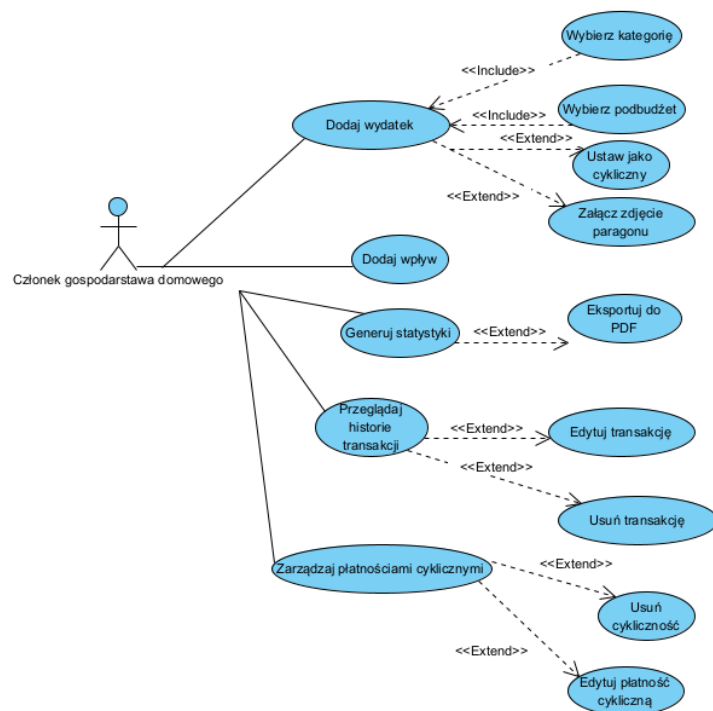 Wybierz kategorię
<<Include>>
Dodaj wydatek
<<Include>>
Wybierz podbudżet
<<Extend>>
Ustaw jako
cykliczny
<<Extend>>
Załącz zdjęcie
paragonu
Członek gospodarstawa domowego
Dodaj wpływ
Generuj statystyki
<<Extend>>
Eksportuj do
PDF
Przeglądaj
historie
transakcji
<<Extend>>
Edytuj transakcję
<<Extend>>
Usuń transakcję
Zarządzaj płatnościami cyklicznymi
<<Extend>>
Usuń
cykliczność
<<Extend>>
Edytuj płatność
cykliczną